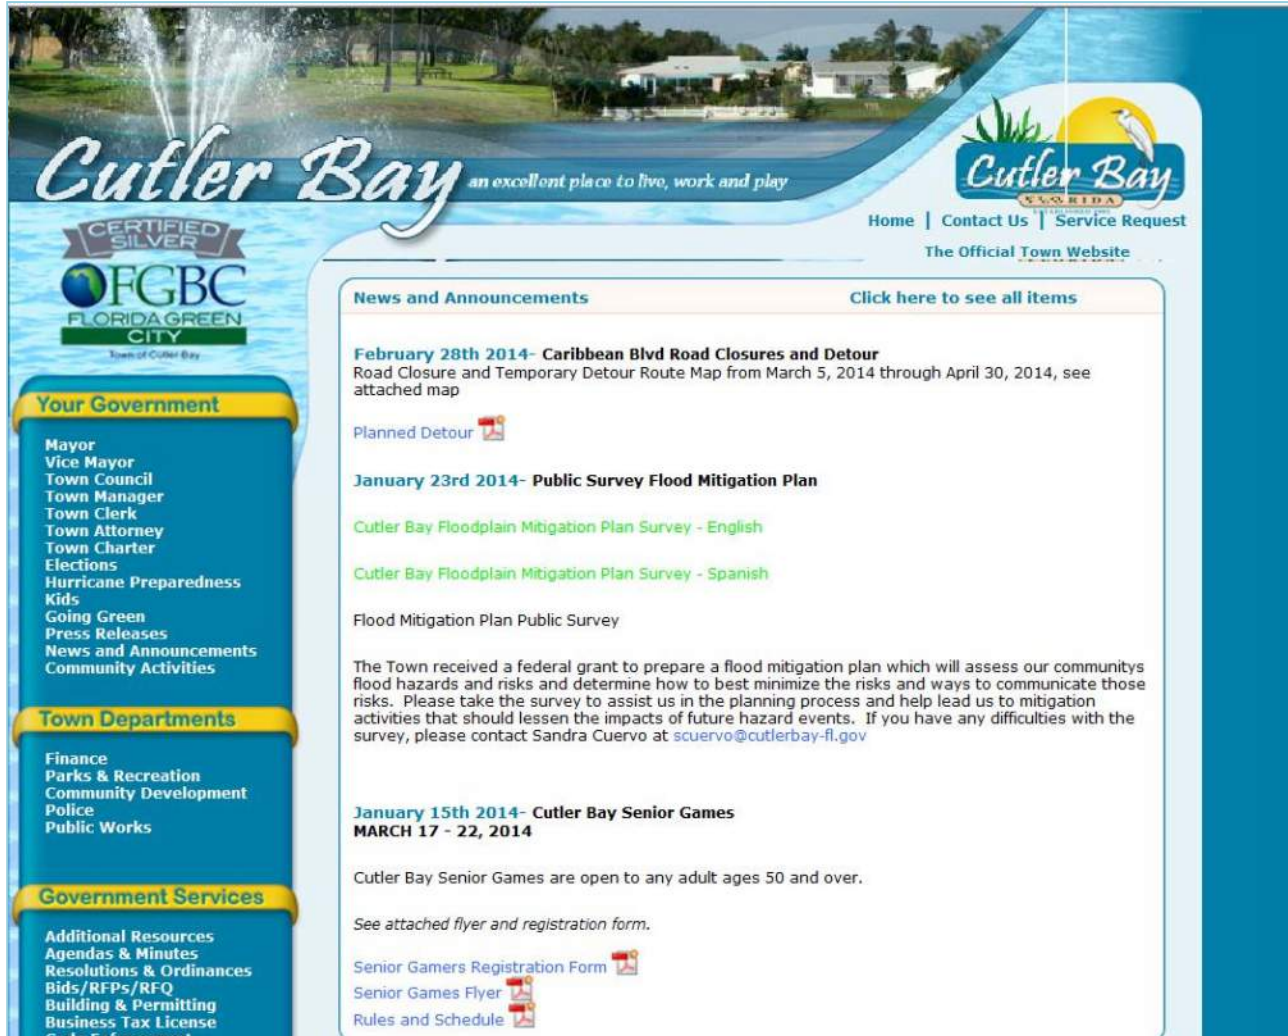 Cutler Bay an excellent place to live, work and play
Cutler Bay
FLORIDA
Home | Contact Us | Service Request
The Official Town Website
CERTIFIED
SILVER
FGBC
FLORIDA GREEN
CITY
Town of Cutler Bay
Your Government
Mayor
Vice Mayor
Town Council
Town Manager
Town Clerk
Town Attorney
Town Charter
Elections
Hurricane Preparedness
Kids
Going Green
Press Releases
News and Announcements
Community Activities
Town Departments
Finance
Parks & Recreation
Community Development
Police
Public Works
Government Services
Additional Resources
Agendas & Minutes
Resolutions & Ordinances
Bids/RFPs/RFQ
Building & Permitting
Business Tax License
News and Announcements Click here to see all items
February 28th 2014- Caribbean Blvd Road Closures and Detour
Road Closure and Temporary Detour Route Map from March 5, 2014 through April 30, 2014, see
attached map
Planned Detour
January 23rd 2014- Public Survey Flood Mitigation Plan
Cutler Bay Floodplain Mitigation Plan Survey - English
Cutler Bay Floodplain Mitigation Plan Survey - Spanish
Flood Mitigation Plan Public Survey
The Town received a federal grant to prepare a flood mitigation plan which will assess our communitys
flood hazards and risks and determine how to best minimize the risks and ways to communicate those
risks.  Please take the survey to assist us in the planning process and help lead us to mitigation
activities that should lessen the impacts of future hazard events.  If you have any difficulties with the
survey, please contact Sandra Cuervo at scuervo@cutlerbay-fl.gov
January 15th 2014- Cutler Bay Senior Games
MARCH 17 - 22, 2014
Cutler Bay Senior Games are open to any adult ages 50 and over.
See attached flyer and registration form.
Senior Gamers Registration Form
Senior Games Flyer
Rules and Schedule